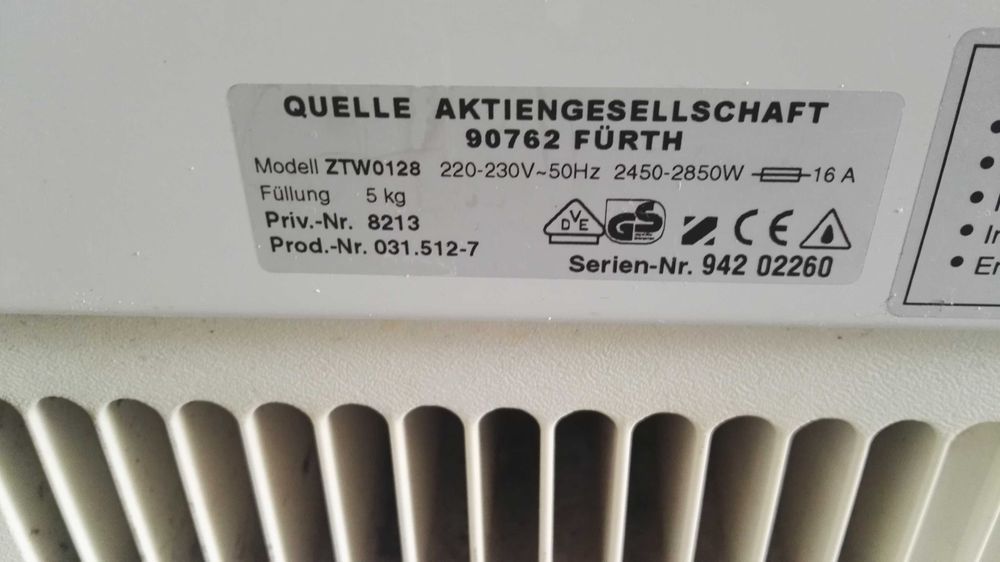 QUELLE AKTIENGESELLSCHAFT
90762 FÜRTH
Modell ZTW0128 220-230V~50Hz 2450-2850W 16 A
Füllung 5 kg
Priv.-Nr. 8213
Prod.-Nr. 031.512-7
VDE GS CE
Serien-Nr. 942 02260